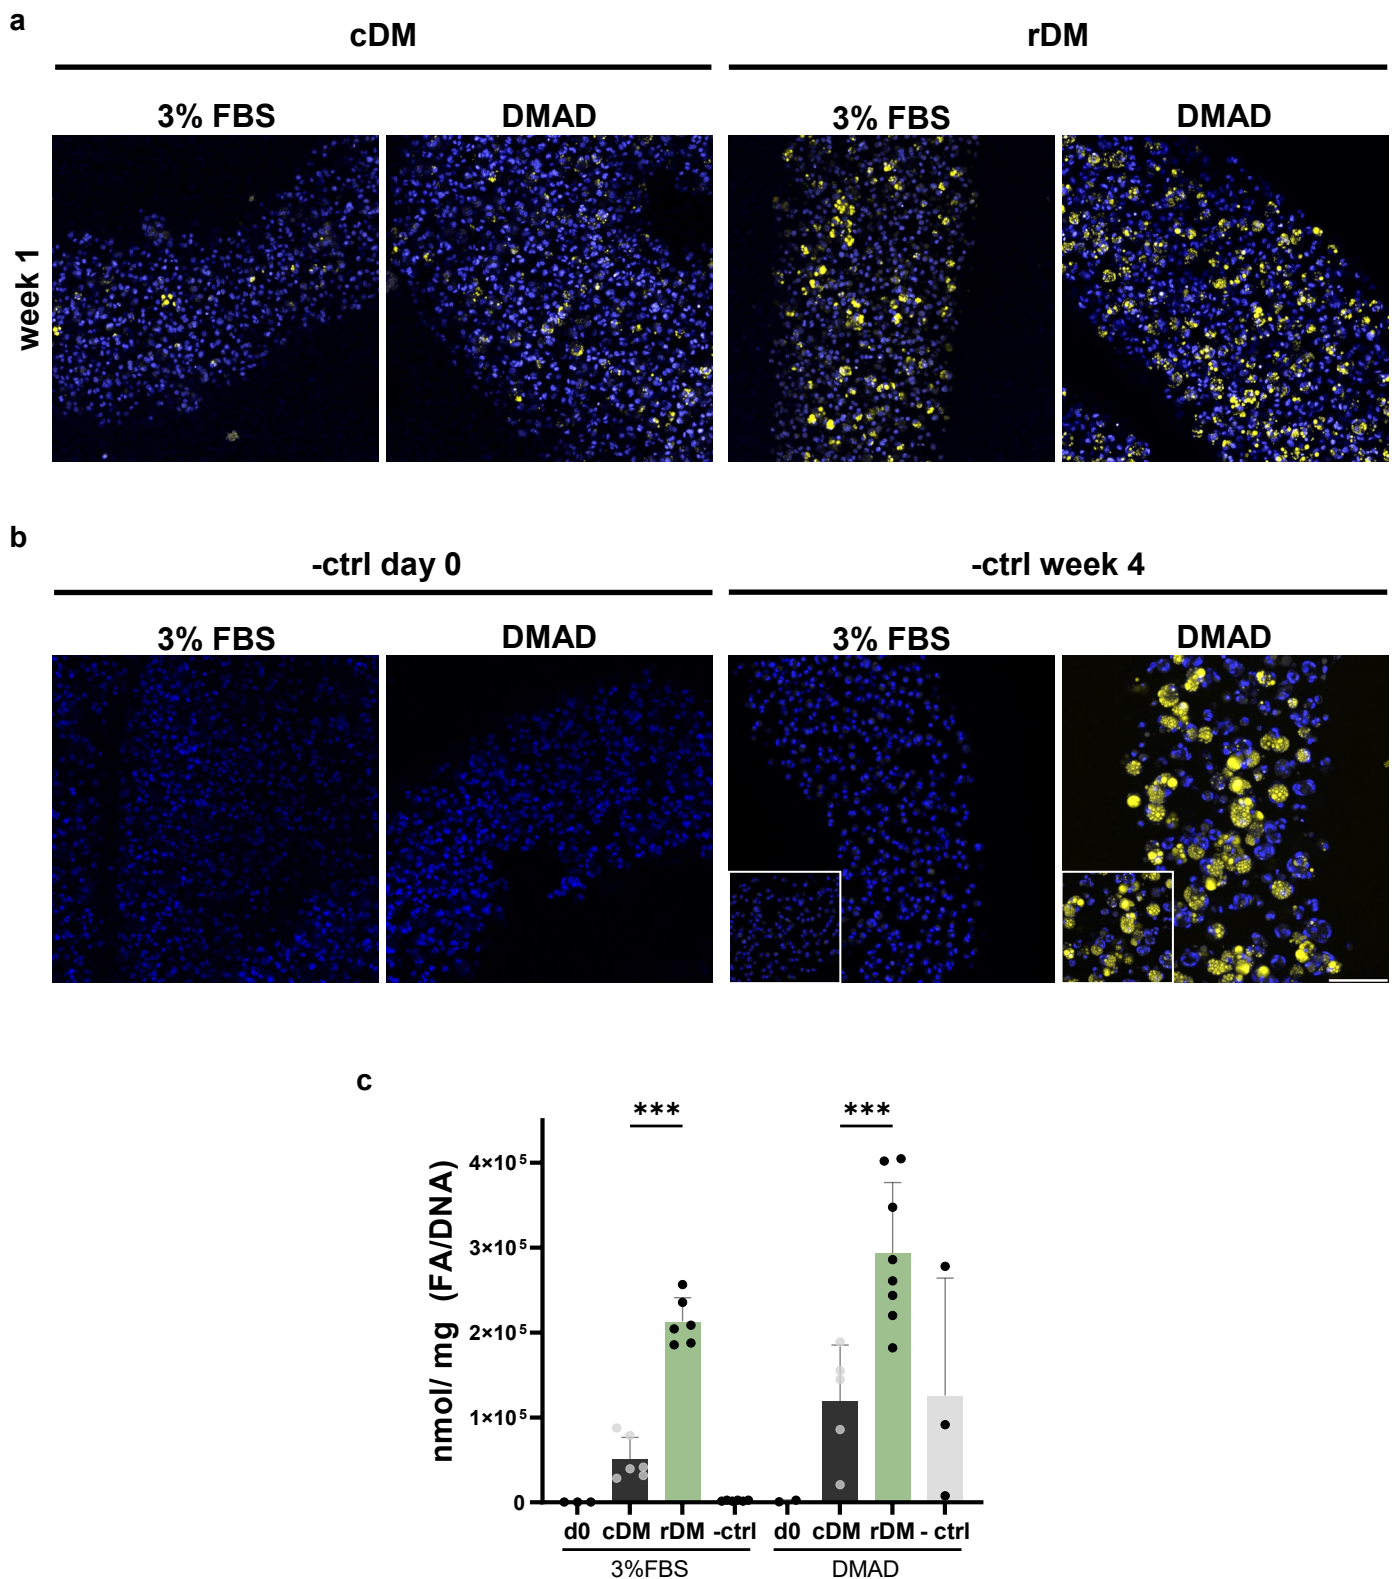 a
cDM rDM
3% FBS DMAD 3% FBS DMAD
week 1
b
-ctrl day 0 -ctrl week 4
3% FBS DMAD 3% FBS DMAD
c
*** ***
nmol/ mg (FA/DNA)
4×10⁵
3×10⁵
2×10⁵
1×10⁵
0
d0 cDM rDM -ctrl d0 cDM rDM - ctrl
3%FBS DMAD